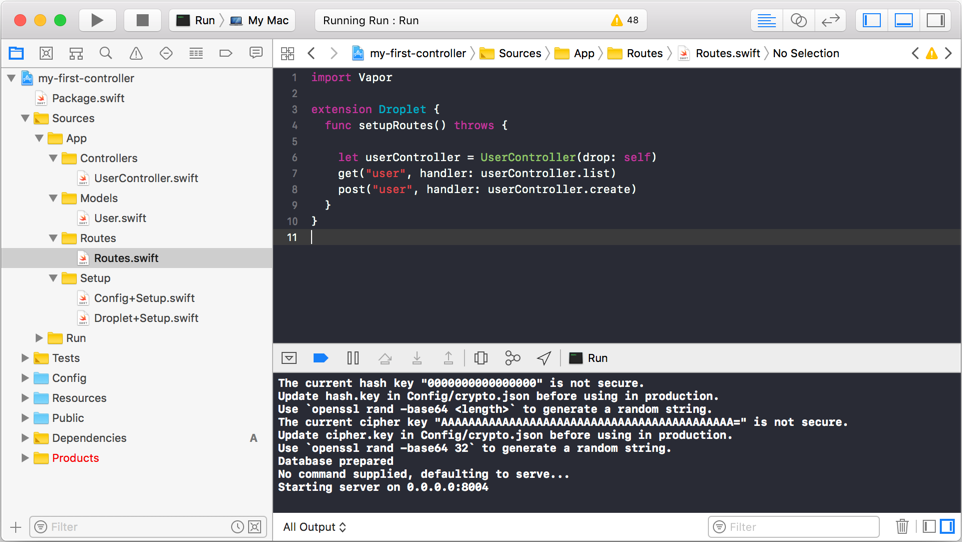 Run
My Mac
Running Run : Run
48
my-first-controller
Sources
App
Routes
Routes.swift
No Selection
my-first-controller
Package.swift
Sources
App
Controllers
UserController.swift
Models
User.swift
Routes
Routes.swift
Setup
Config+Setup.swift
Droplet+Setup.swift
Run
Tests
Config
Resources
Public
Dependencies A
Products
Filter
1 import Vapor
2
3 extension Droplet {
4 func setupRoutes() throws {
5
6 let userController = UserController(drop: self)
7 get("user", handler: userController.list)
8 post("user", handler: userController.create)
9 }
10 }
11
Run
The current hash key "0000000000000000" is not secure.
Update hash.key in Config/crypto.json before using in production.
Use `openssl rand -base64 <length>` to generate a random string.
The current cipher key "AAAAAAAAAAAAAAAAAAAAAAAAAAAAAAAAAAAAAAAAAAA=" is not secure.
Update cipher.key in Config/crypto.json before using in production.
Use `openssl rand -base64 32` to generate a random string.
Database prepared
No command supplied, defaulting to serve...
Starting server on 0.0.0.0:8004
All Output
Filter